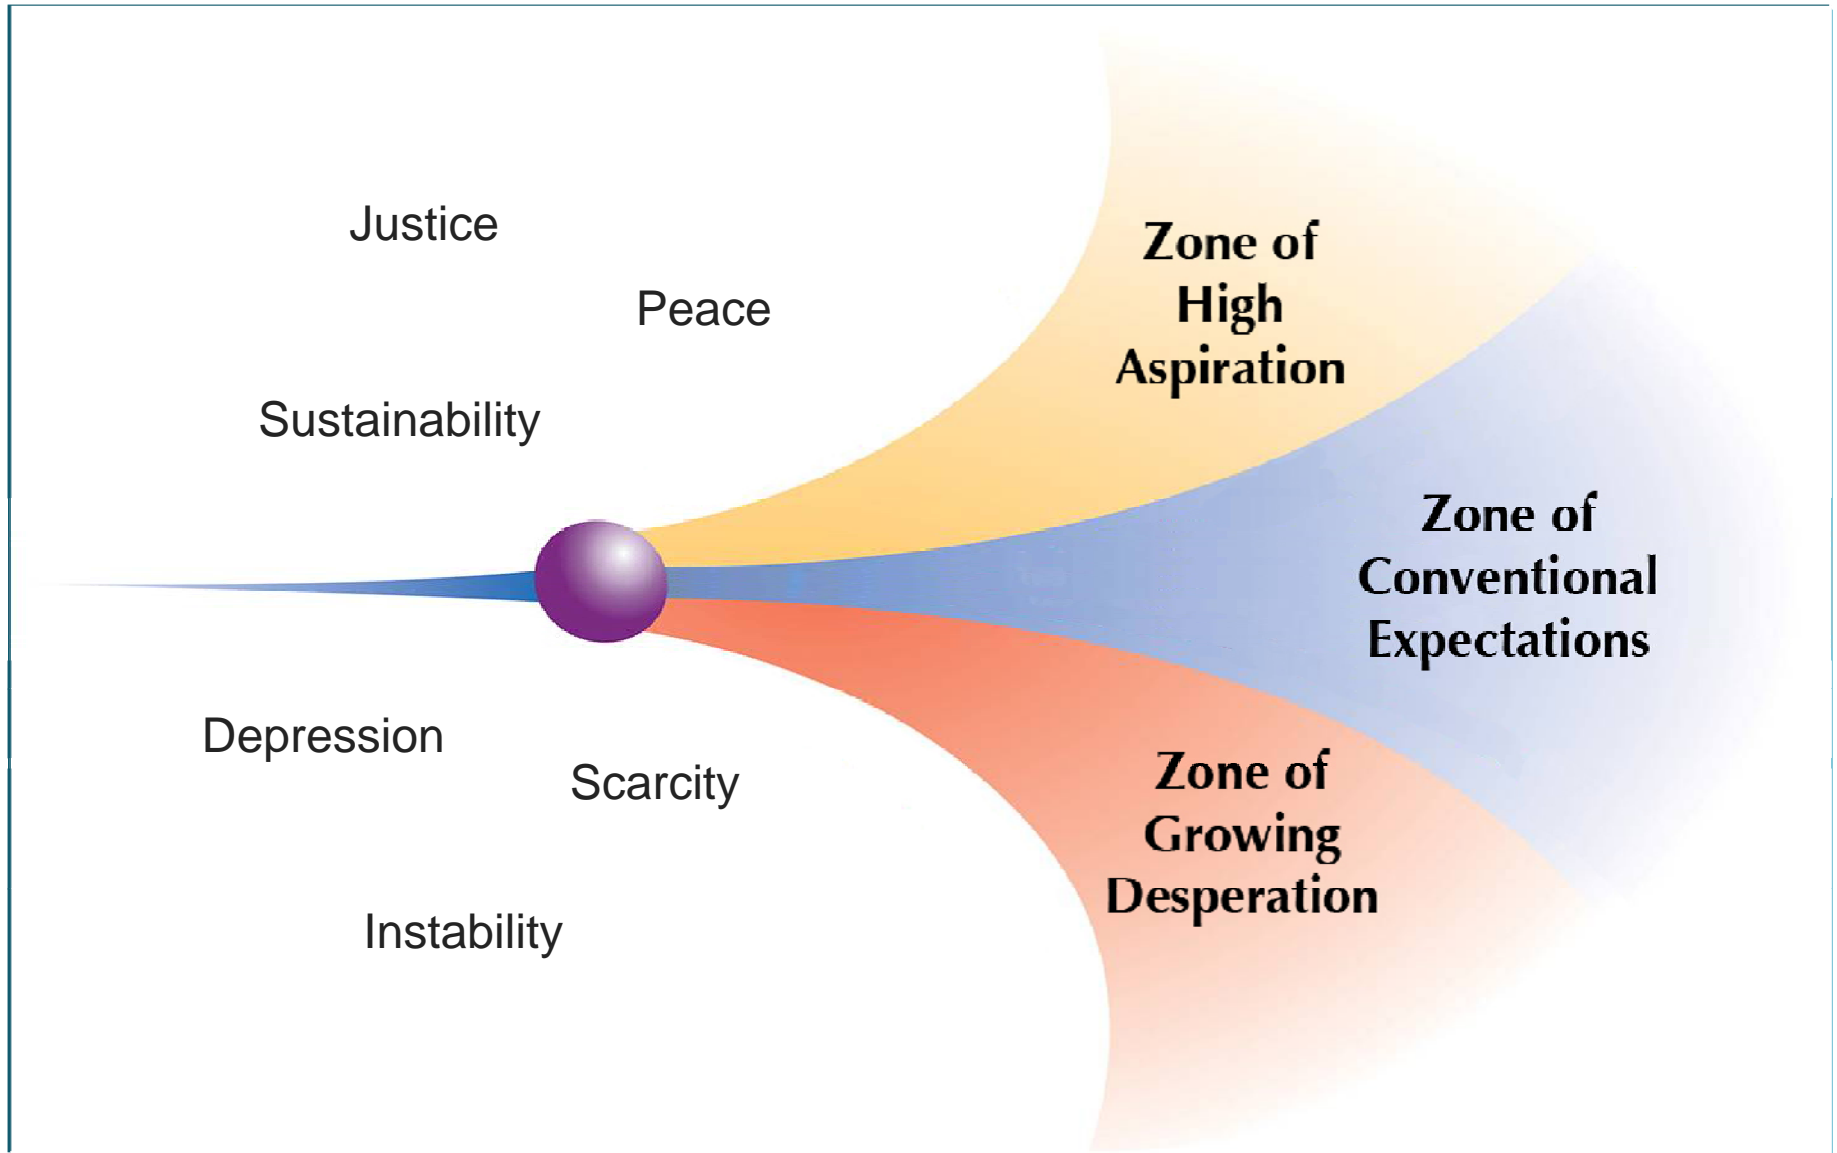 Justice
Peace
Sustainability
Zone of
High
Aspiration
Zone of
Conventional
Expectations
Depression
Scarcity
Instability
Zone of
Growing
Desperation